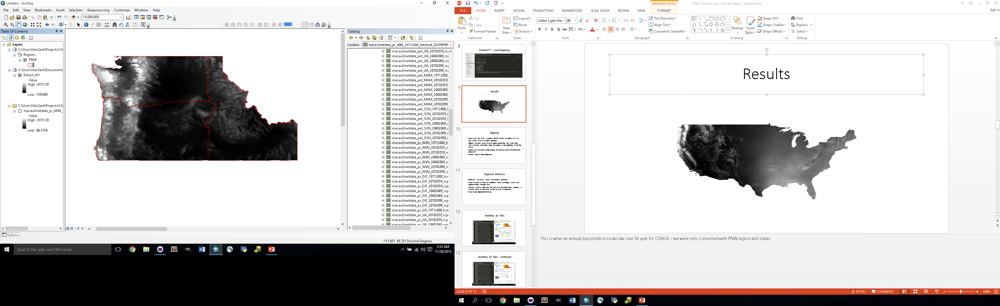 Untitled - ArcMap
File Edit View Bookmarks Insert Selection Geoprocessing Customize Windows Help
1:8,000,000
100%
Table Of Contents
Layers
C:\Users\VanSant\Projects\Cli
Regions
PNW
C:\Users\VanSant\Documents
Extract_tif1
Value
High : 6131.38
Low : 159.949
C:\Users\VanSant\Projects\Cli
macav2metdata_pr_ANN_
Value
High : 6131.38
Low : 66.3726
Catalog
Location: macav2metdata_pr_ANN_19712000_historical_20CMIP5M
macav2metdata_pet_JJA_20102039_rcp
macav2metdata_pet_JJA_20402069_rcp
macav2metdata_pet_JJA_20402069_rcp
macav2metdata_pet_JJA_20702099_rcp
macav2metdata_pet_JJA_20702099_rcp
macav2metdata_pet_MAM_19712000_
macav2metdata_pet_MAM_20102039_
macav2metdata_pet_MAM_20102039_
macav2metdata_pet_MAM_20402069_
macav2metdata_pet_MAM_20402069_
macav2metdata_pet_MAM_20702099_
macav2metdata_pet_MAM_20702099_
macav2metdata_pet_SON_19712000_h
macav2metdata_pet_SON_20102039_r
macav2metdata_pet_SON_20102039_r
macav2metdata_pet_SON_20402069_r
macav2metdata_pet_SON_20402069_r
macav2metdata_pet_SON_20702099_r
macav2metdata_pet_SON_20702099_r
macav2metdata_pr_ANN_19712000_h
macav2metdata_pr_ANN_20102039_rc
macav2metdata_pr_ANN_20102039_rc
macav2metdata_pr_ANN_20402069_rc
macav2metdata_pr_ANN_20402069_rc
macav2metdata_pr_ANN_20702099_rc
macav2metdata_pr_ANN_20702099_rc
macav2metdata_pr_DJF_19712000_his
macav2metdata_pr_DJF_20102039_rcp
macav2metdata_pr_DJF_20102039_rcp
macav2metdata_pr_DJF_20402069_rcp
macav2metdata_pr_DJF_20402069_rcp
macav2metdata_pr_DJF_20702099_rcp
macav2metdata_pr_DJF_20702099_rcp
macav2metdata_pr_JJA_19712000_hist
macav2metdata_pr_JJA_20102039_rcp
macav2metdata_pr_JJA_20102039_rcp
macav2metdata_pr_JJA_20402069_rcp
Python
-111.631 45.721 Decimal Degrees
Search the web and Windows
3:53 AM
11/30/2015
DRAWING TOOLS
PNW Climate Hub Climate Maps - PowerPoint
FILE HOME INSERT DESIGN TRANSITIONS ANIMATIONS SLIDE SHOW REVIEW VIEW FORMAT
Sign in
Paste
Cut
Copy
Format Painter
Clipboard
New Slide
Layout
Reset
Section
Slides
Calibri Light (He 44
Font
Text Direction
Align Text
Convert to SmartArt
Paragraph
Arrange
Quick Styles
Shape Fill
Shape Outline
Shape Effects
Drawing
Find
Replace
Select
Editing
8
Solution?? – mywrapper.py
9
Results
10
Clipping
11
Regional Statistics
12
Creating .lyr files
13
Creating .lyr files - continued
Results
This is what an annual precipitation looks like over 30 year for CONUS – we were only concerned with PNW region and states
SLIDE 9 OF 17
NOTES
COMMENTS
100%